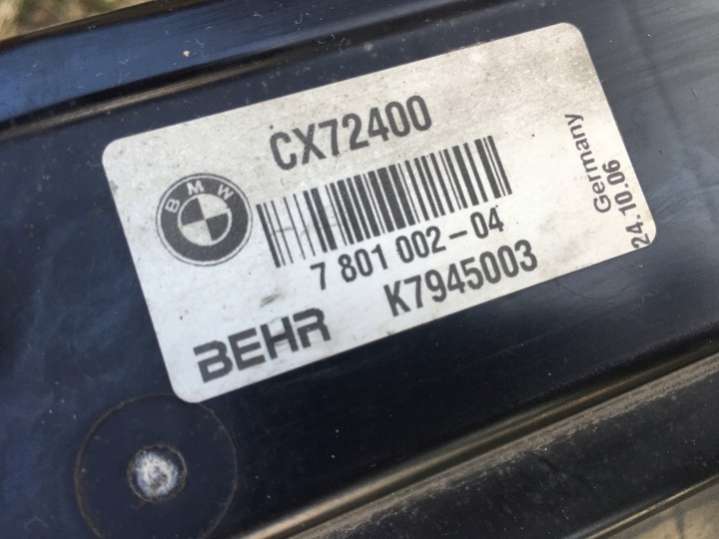 CX72400
BMW
7 801 002-04
K7945003
BEHR
Germany
24.10.06